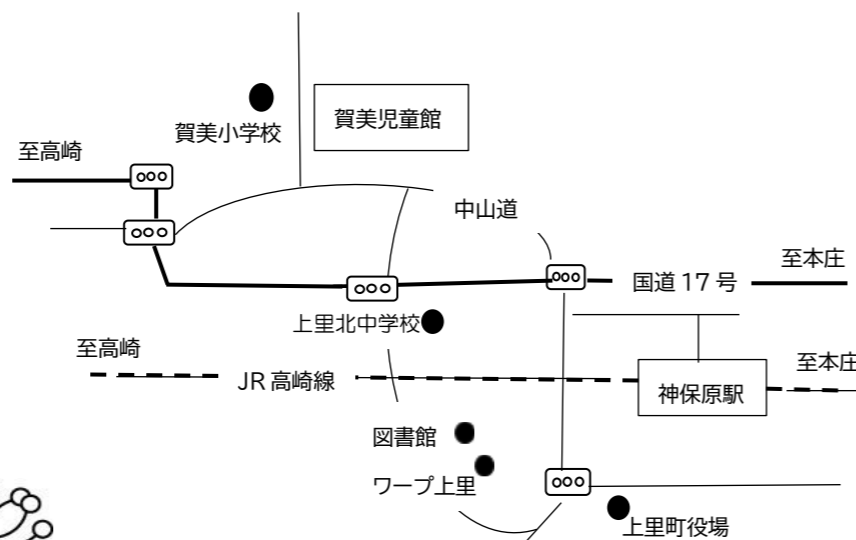 賀美小学校
賀美児童館
至高崎
中山道
国道 17 号
至本庄
上里北中学校
至高崎
JR 高崎線
神保原駅
至本庄
図書館
ワープ上里
上里町役場